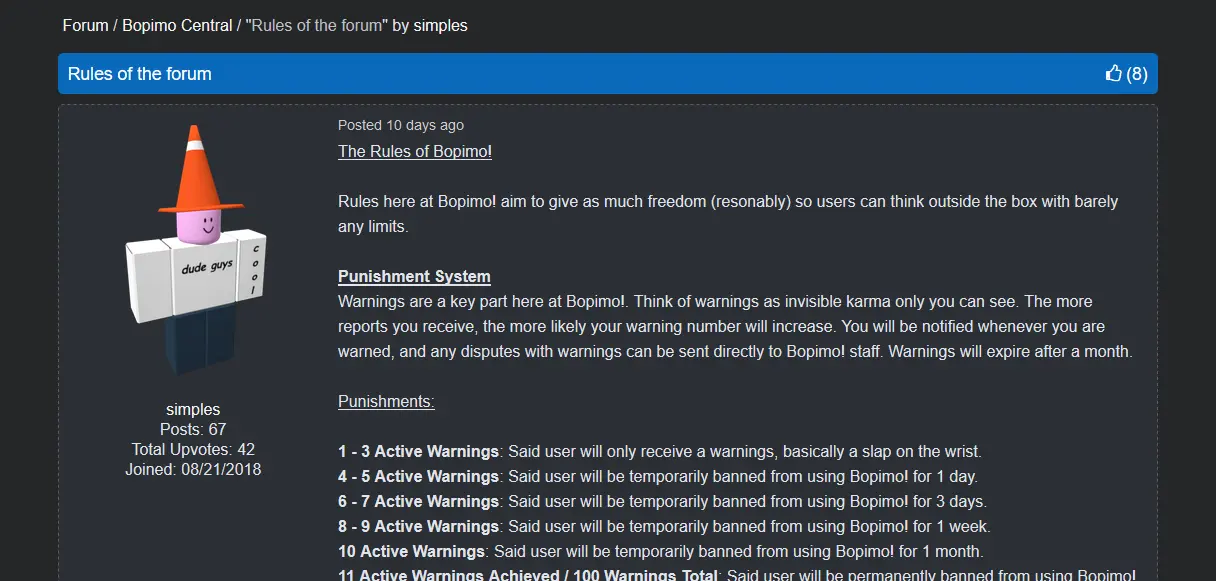 Forum / Bopimo Central / "Rules of the forum" by simples
Rules of the forum
(8)
Posted 10 days ago
The Rules of Bopimo!
Rules here at Bopimo! aim to give as much freedom (resonably) so users can think outside the box with barely
any limits.
Punishment System
Warnings are a key part here at Bopimo!. Think of warnings as invisible karma only you can see. The more
reports you receive, the more likely your warning number will increase. You will be notified whenever you are
warned, and any disputes with warnings can be sent directly to Bopimo! staff. Warnings will expire after a month.
Punishments:
1 - 3 Active Warnings: Said user will only receive a warnings, basically a slap on the wrist.
4 - 5 Active Warnings: Said user will be temporarily banned from using Bopimo! for 1 day.
6 - 7 Active Warnings: Said user will be temporarily banned from using Bopimo! for 3 days.
8 - 9 Active Warnings: Said user will be temporarily banned from using Bopimo! for 1 week.
10 Active Warnings: Said user will be temporarily banned from using Bopimo! for 1 month.
11 Active Warnings Achieved / 100 Warnings Total: Said user will be permanently banned from using Bopimo!
dude guys
cool
simples
Posts: 67
Total Upvotes: 42
Joined: 08/21/2018